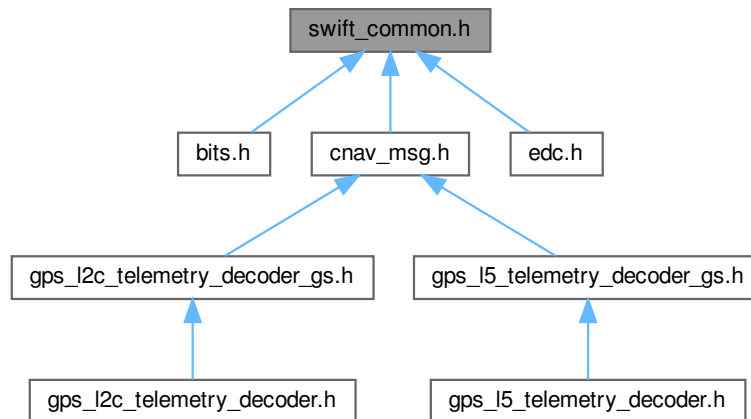 swift_common.h
bits.h
cnav_msg.h
edc.h
gps_l2c_telemetry_decoder_gs.h
gps_l5_telemetry_decoder_gs.h
gps_l2c_telemetry_decoder.h
gps_l5_telemetry_decoder.h